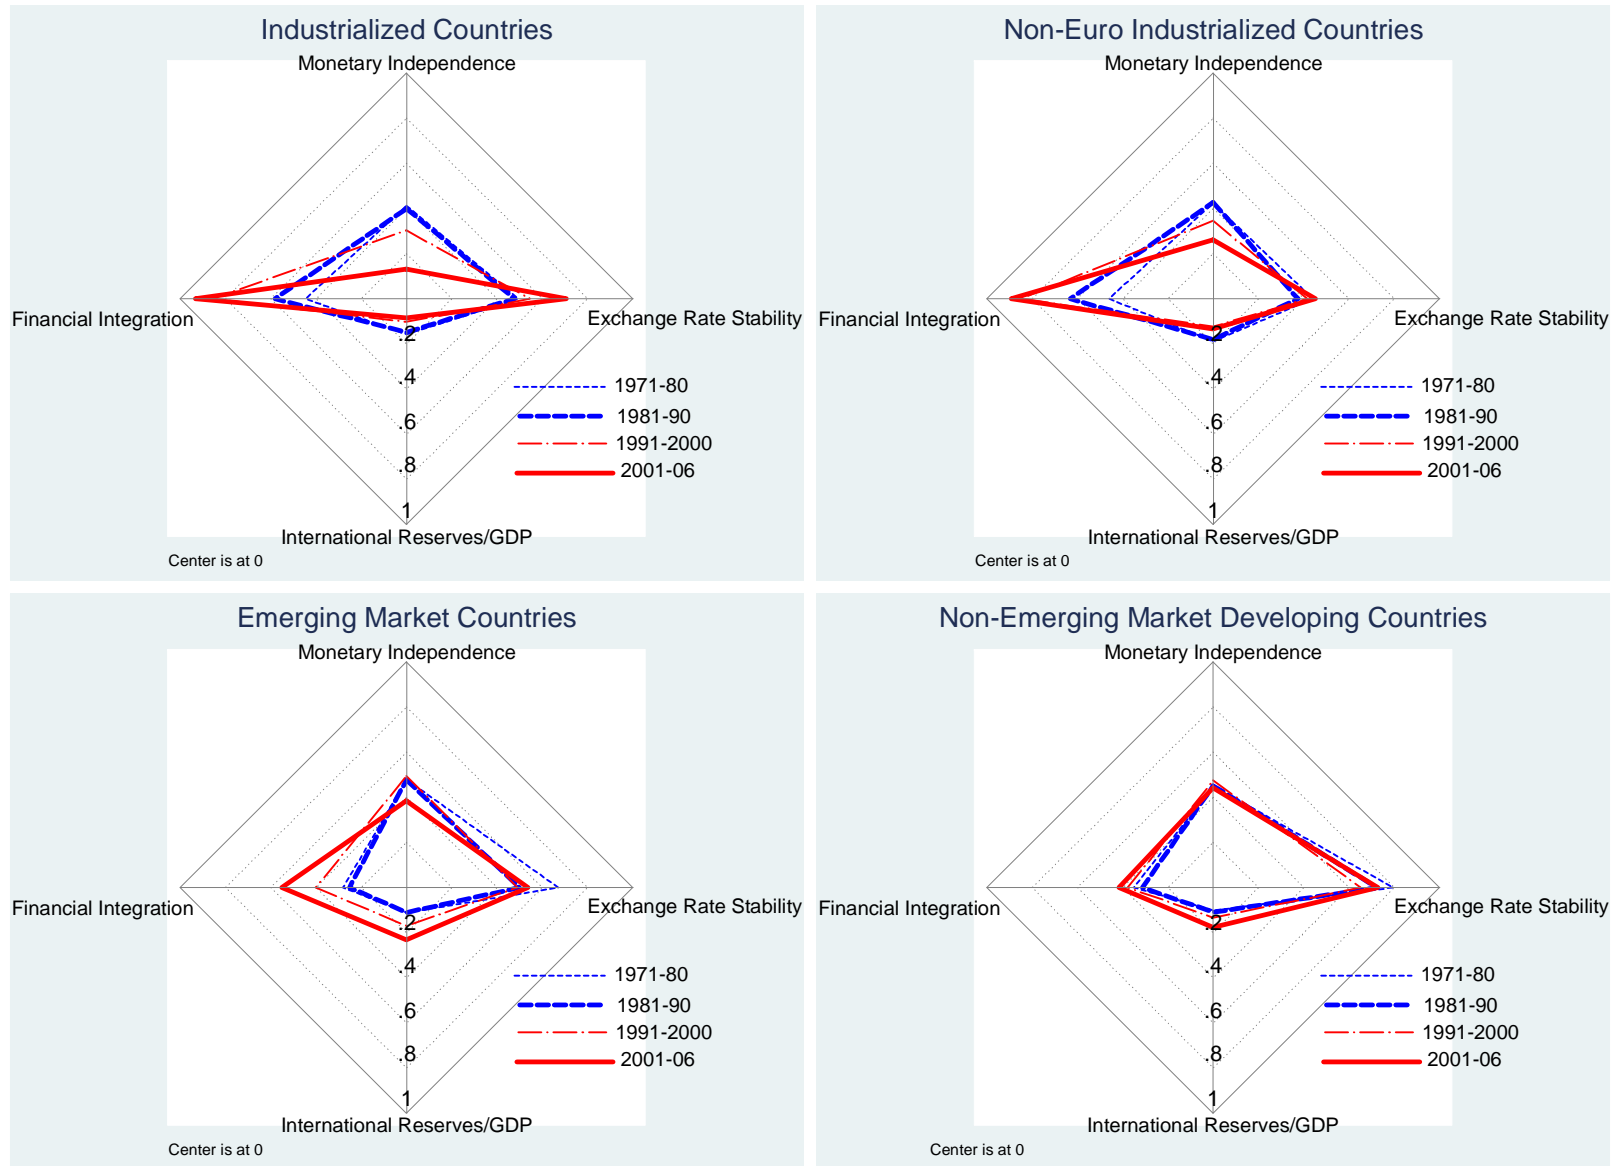 Industrialized Countries
Monetary Independence
Financial Integration
Exchange Rate Stability
.2
.4
.6
.8
1
1971-80
1981-90
1991-2000
2001-06
International Reserves/GDP
Center is at 0
Non-Euro Industrialized Countries
Monetary Independence
Financial Integration
Exchange Rate Stability
.2
.4
.6
.8
1
1971-80
1981-90
1991-2000
2001-06
International Reserves/GDP
Center is at 0
Emerging Market Countries
Monetary Independence
Financial Integration
Exchange Rate Stability
.2
.4
.6
.8
1
1971-80
1981-90
1991-2000
2001-06
International Reserves/GDP
Center is at 0
Non-Emerging Market Developing Countries
Monetary Independence
Financial Integration
Exchange Rate Stability
.2
.4
.6
.8
1
1971-80
1981-90
1991-2000
2001-06
International Reserves/GDP
Center is at 0